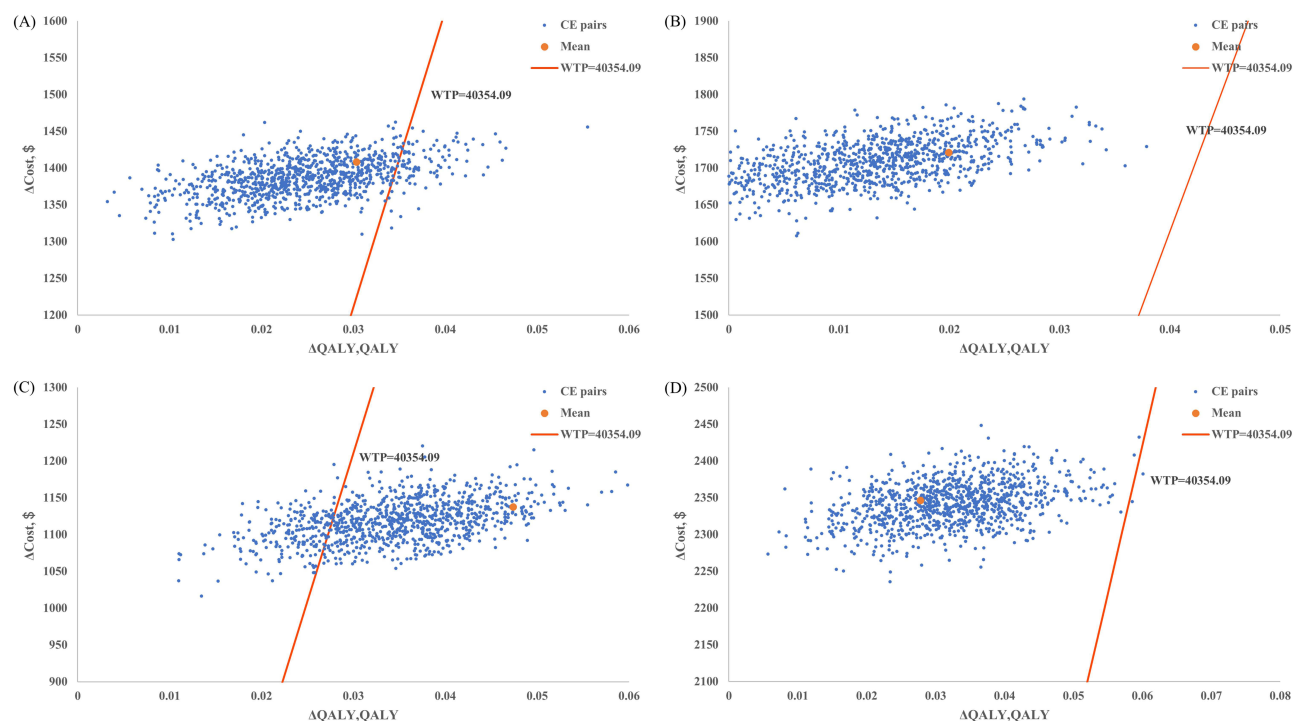 (A)
1600
1550
1500
1450
1400
1350
1300
1250
1200
ΔCost, $
0
0.01
0.02
0.03
0.04
0.05
0.06
ΔQALY,QALY
CE pairs
Mean
WTP=40354.09
WTP=40354.09
(B)
1900
1850
1800
1750
1700
1650
1600
1550
1500
ΔCost, $
0
0.01
0.02
0.03
0.04
0.05
ΔQALY,QALY
CE pairs
Mean
WTP=40354.09
WTP=40354.09
(C)
1300
1250
1200
1150
1100
1050
1000
950
900
ΔCost, $
0
0.01
0.02
0.03
0.04
0.05
0.06
ΔQALY,QALY
CE pairs
Mean
WTP=40354.09
WTP=40354.09
(D)
2500
2450
2400
2350
2300
2250
2200
2150
2100
ΔCost, $
0
0.01
0.02
0.03
0.04
0.05
0.06
0.07
0.08
ΔQALY,QALY
CE pairs
Mean
WTP=40354.09
WTP=40354.09